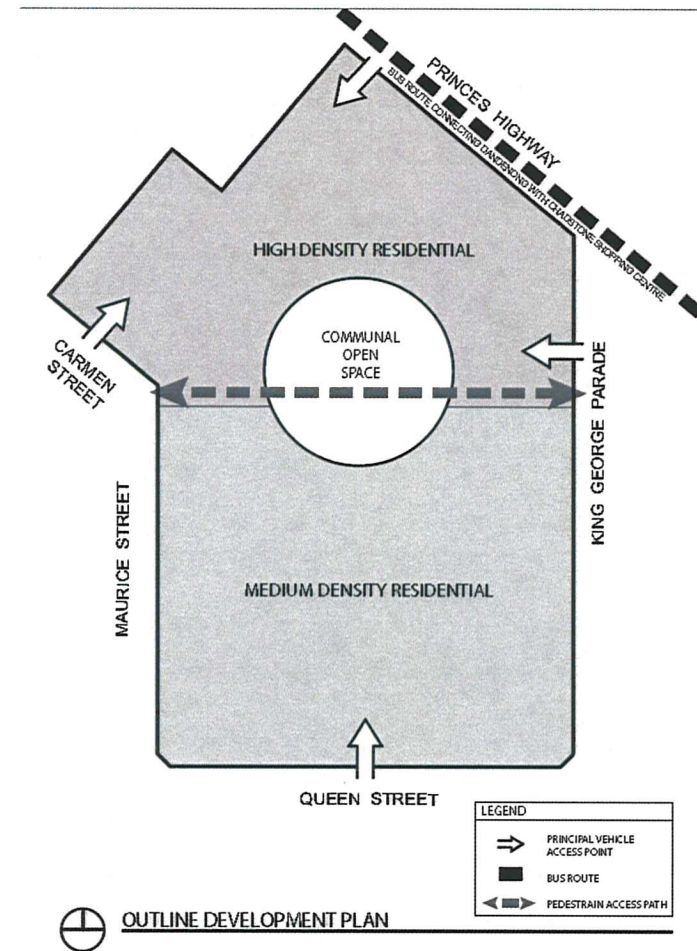 PRINCES HIGHWAY
BUS ROUTE CONNECTING DANDENONG WITH CHADSTONE SHOPPING CENTRE
HIGH DENSITY RESIDENTIAL
COMMUNAL
OPEN
SPACE
CARMEN
STREET
KING GEORGE PARADE
MAURICE STREET
MEDIUM DENSITY RESIDENTIAL
QUEEN STREET
LEGEND
PRINCIPAL VEHICLE
ACCESS POINT
BUS ROUTE
PEDESTRAIN ACCESS PATH
OUTLINE DEVELOPMENT PLAN